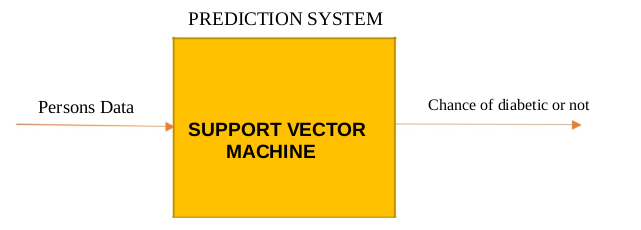 PREDICTION SYSTEM
Persons Data
Chance of diabetic or not
SUPPORT VECTOR
MACHINE